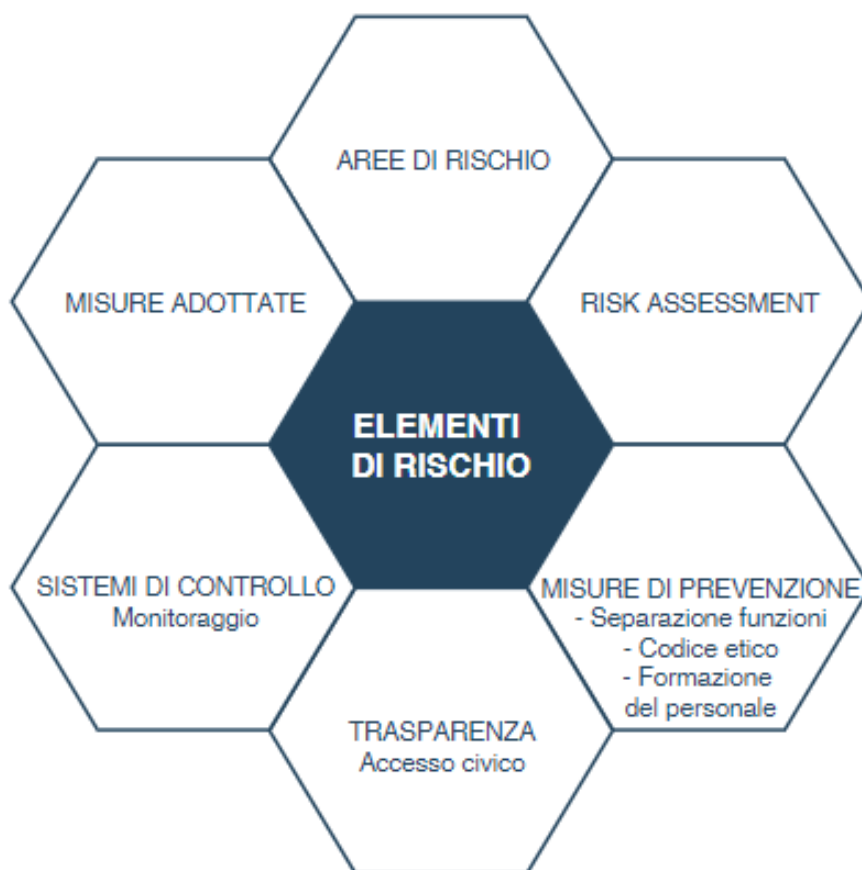 AREE DI RISCHIO
MISURE ADOTTATE
RISK ASSESSMENT
ELEMENTI
DI RISCHIO
SISTEMI DI CONTROLLO
Monitoraggio
MISURE DI PREVENZIONE
- Separazione funzioni
- Codice etico
- Formazione
del personale
TRASPARENZA
Accesso civico